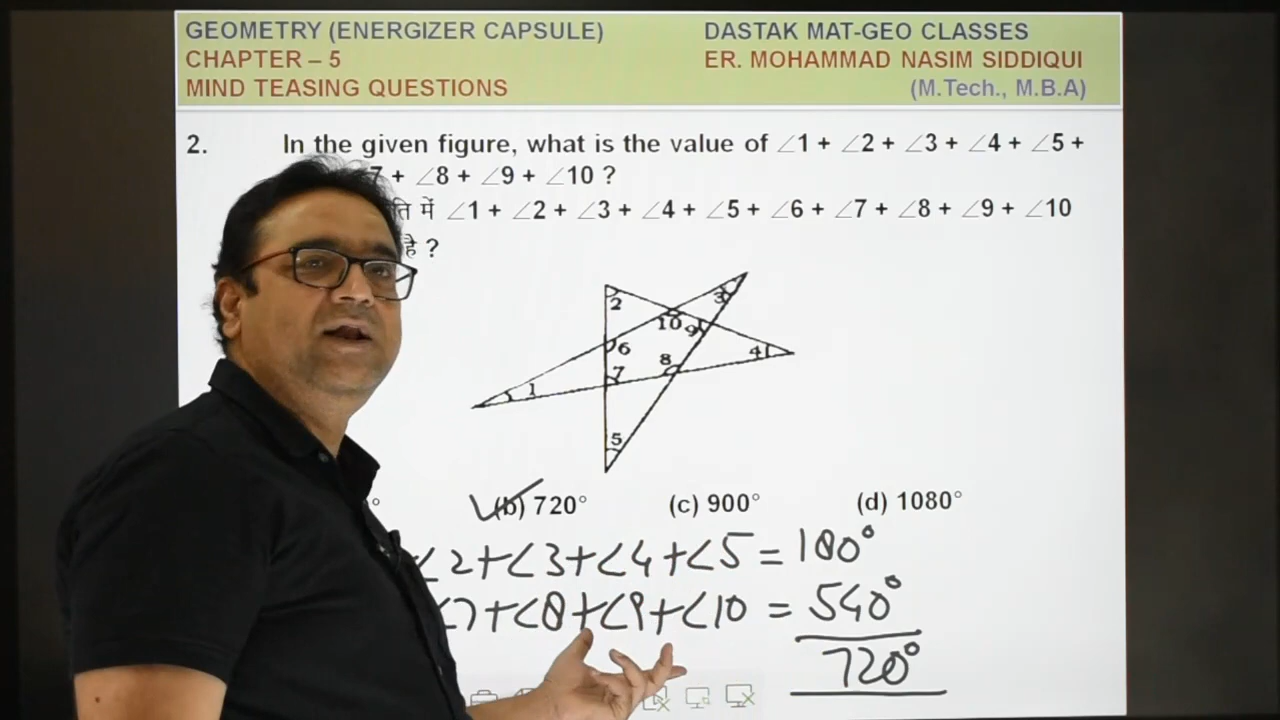 GEOMETRY (ENERGIZER CAPSULE) DASTAK MAT-GEO CLASSES
CHAPTER – 5 ER. MOHAMMAD NASIM SIDDIQUI
MIND TEASING QUESTIONS (M.Tech., M.B.A)
2. In the given figure, what is the value of ∠1 + ∠2 + ∠3 + ∠4 + ∠5 +
7 + ∠8 + ∠9 + ∠10 ?
में ∠1 + ∠2 + ∠3 + ∠4 + ∠5 + ∠6 + ∠7 + ∠8 + ∠9 + ∠10
है ?
2 3
10 9
6 8 4
7
1
5
° (b) 720° (c) 900° (d) 1080°
∠2+∠3+∠4+∠5 = 180°
∠7+∠8+∠9+∠10 = 540°
720°